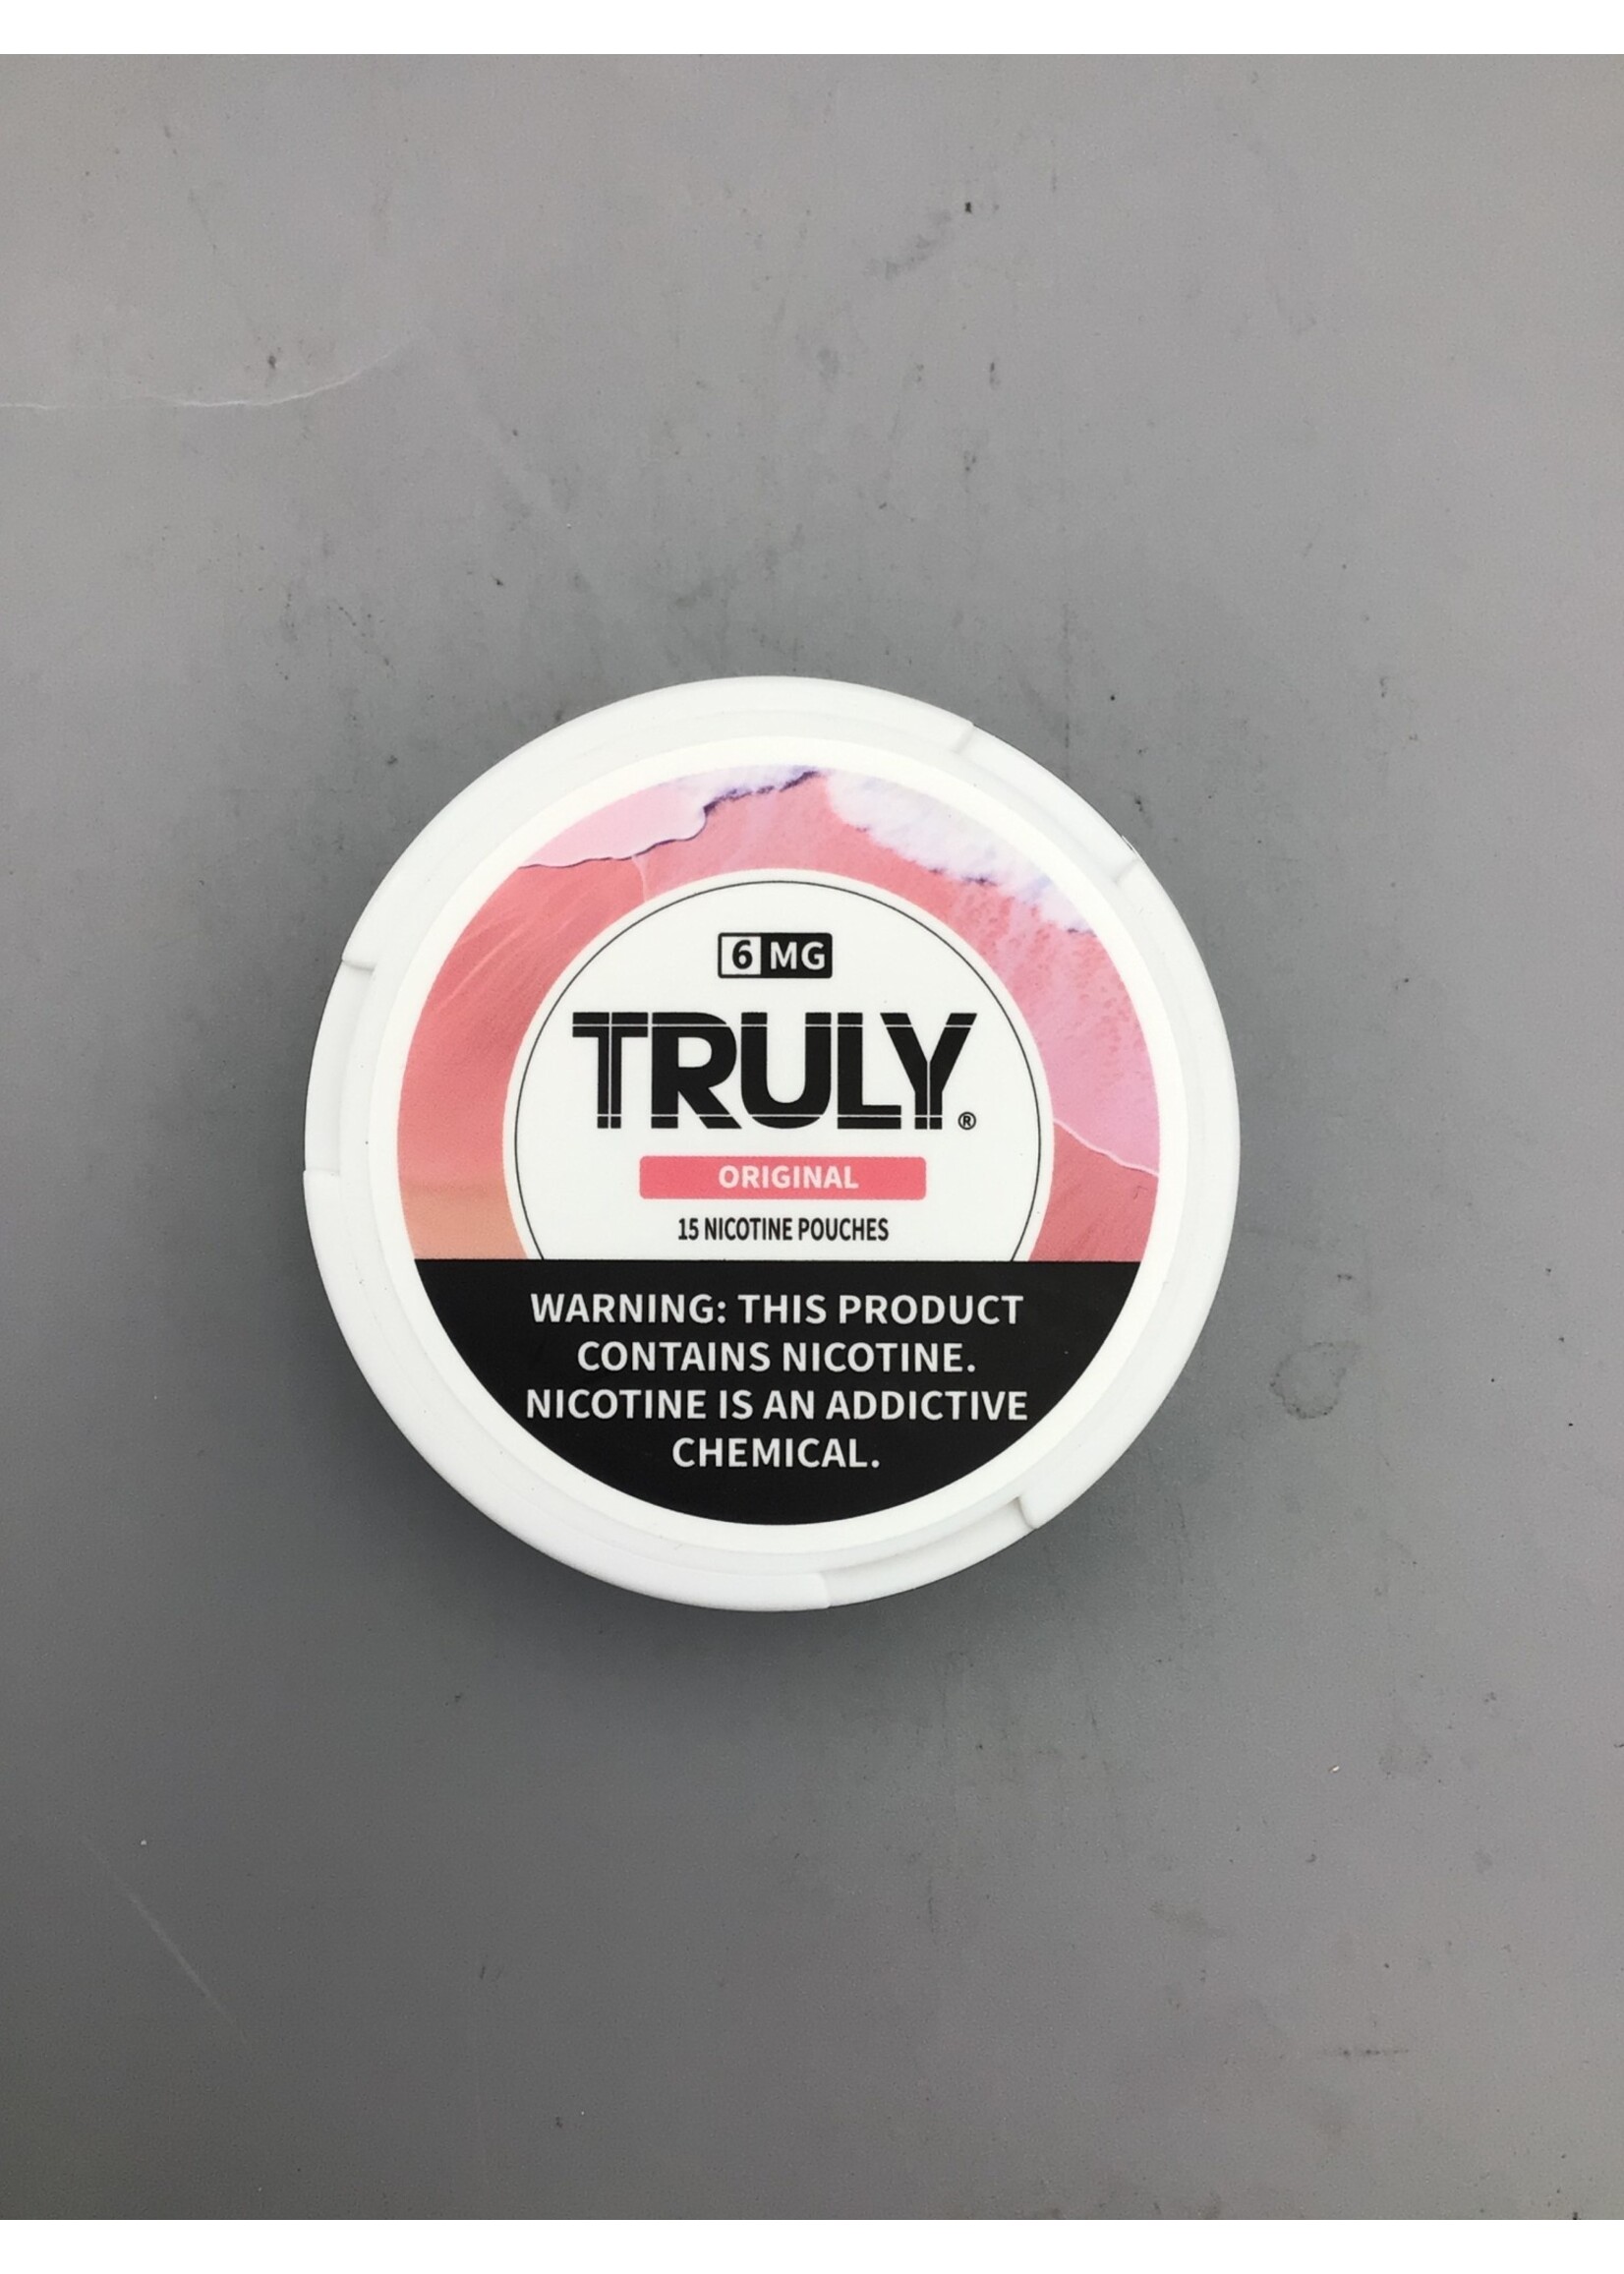 6 MG
TRULY®
ORIGINAL
15 NICOTINE POUCHES
WARNING: THIS PRODUCT
CONTAINS NICOTINE.
NICOTINE IS AN ADDICTIVE
CHEMICAL.